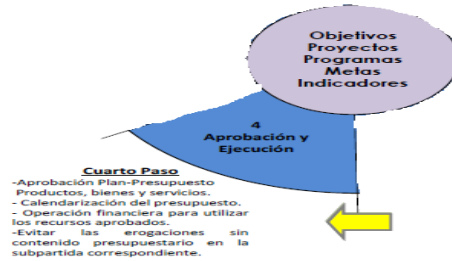 Objetivos
Proyectos
Programas
Metas
Indicadores
4
Aprobación y
Ejecución
Cuarto Paso
-Aprobación Plan-Presupuesto
Productos, bienes y servicios.
- Calendarización del presupuesto.
- Operación financiera para utilizar
los recursos aprobados.
-Evitar las erogaciones sin
contenido presupuestario en la
subpartida correspondiente.